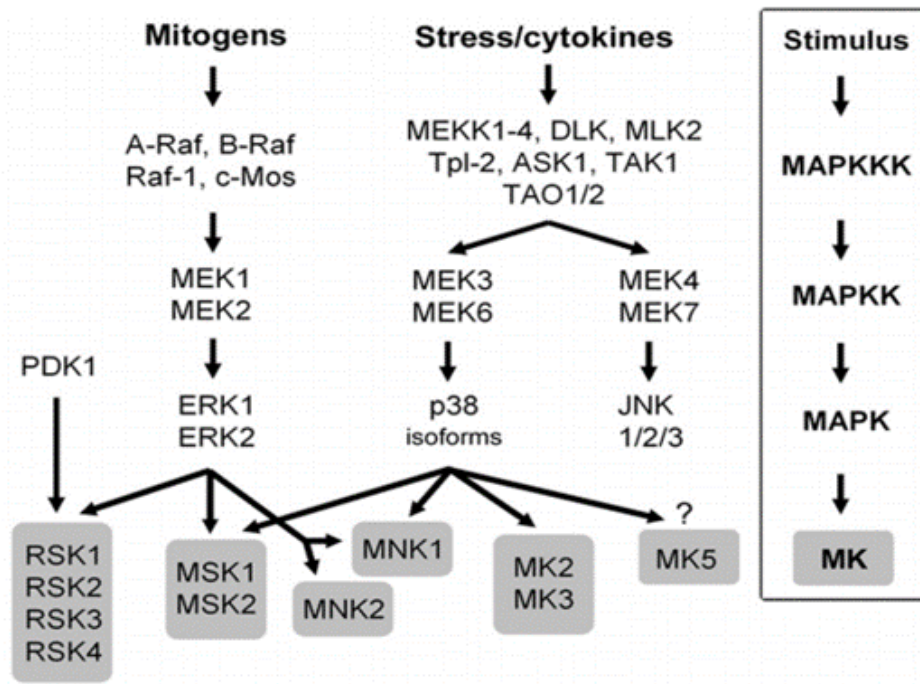 Mitogens
Stress/cytokines
Stimulus
A-Raf, B-Raf
Raf-1, c-Mos
MEKK1-4, DLK, MLK2
Tpl-2, ASK1, TAK1
TAO1/2
MAPKKK
MEK1
MEK2
MEK3
MEK6
MEK4
MEK7
MAPKK
PDK1
ERK1
ERK2
p38
isoforms
JNK
1/2/3
MAPK
?
RSK1
RSK2
RSK3
RSK4
MSK1
MSK2
MNK1
MNK2
MK2
MK3
MK5
MK